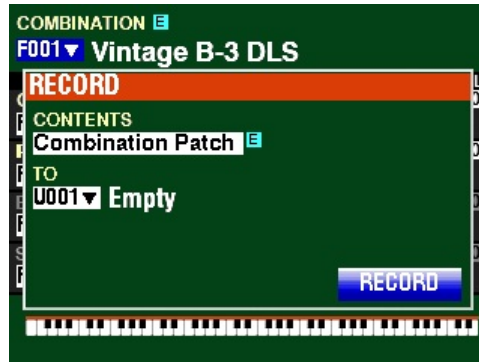 COMBINATION E
F001▼ Vintage B-3 DLS
RECORD
CONTENTS
Combination Patch E
TO
U001▼ Empty
RECORD